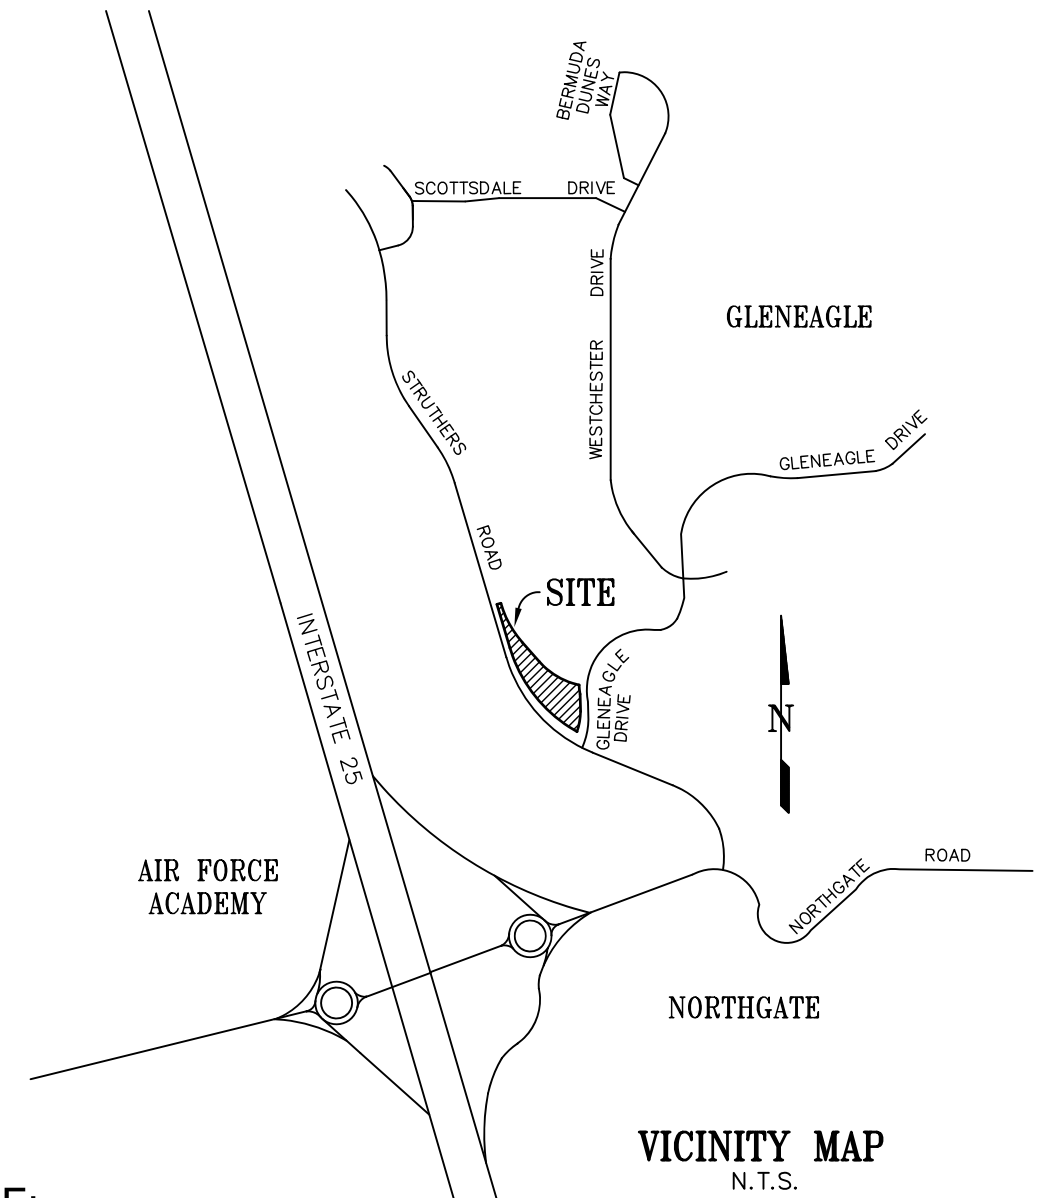 BERMUDA
DUNES
WAY
SCOTTSDALE DRIVE
WESTCHESTER DRIVE
GLENEAGLE
STRUTHERS ROAD
GLENEAGLE DRIVE
SITE
INTERSTATE 25
GLENEAGLE
DRIVE
N
AIR FORCE
ACADEMY
NORTHGATE ROAD
NORTHGATE
VICINITY MAP
N.T.S.